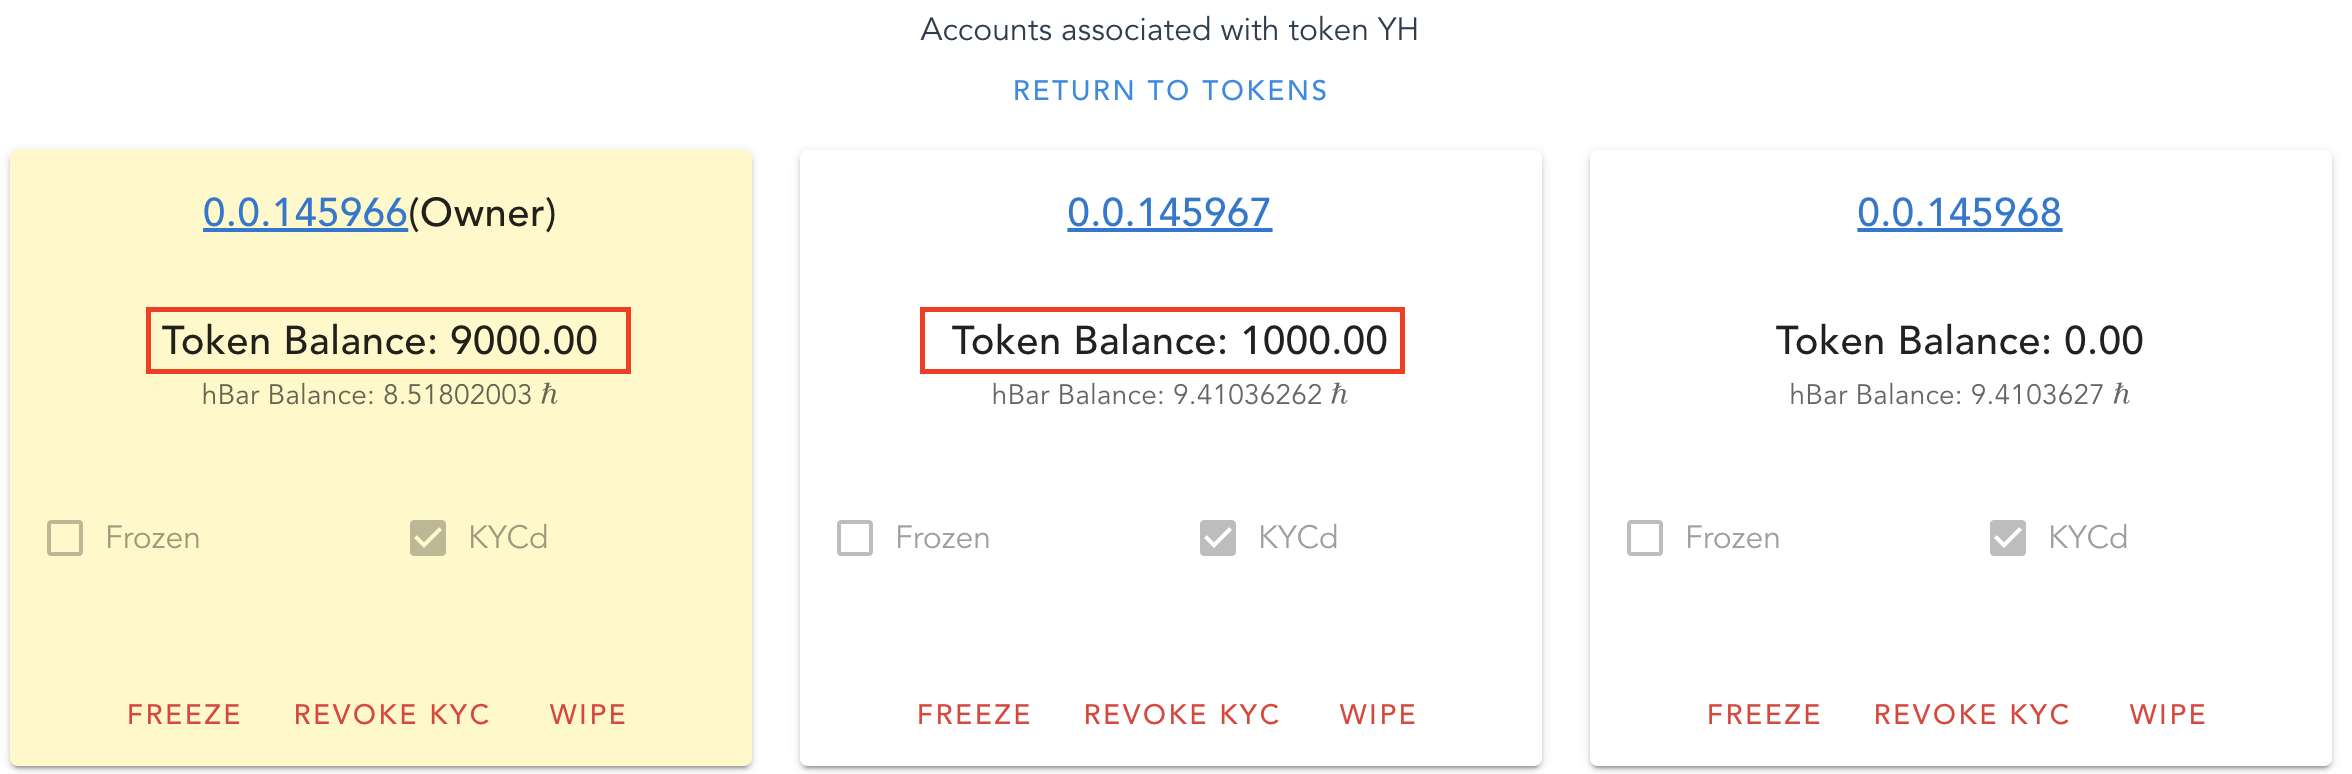 Accounts associated with token YH
RETURN TO TOKENS
0.0.145966(Owner)
Token Balance: 9000.00
hBar Balance: 8.51802003 ℏ
Frozen
KYCd
FREEZE
REVOKE KYC
WIPE
0.0.145967
Token Balance: 1000.00
hBar Balance: 9.41036262 ℏ
Frozen
KYCd
FREEZE
REVOKE KYC
WIPE
0.0.145968
Token Balance: 0.00
hBar Balance: 9.4103627 ℏ
Frozen
KYCd
FREEZE
REVOKE KYC
WIPE